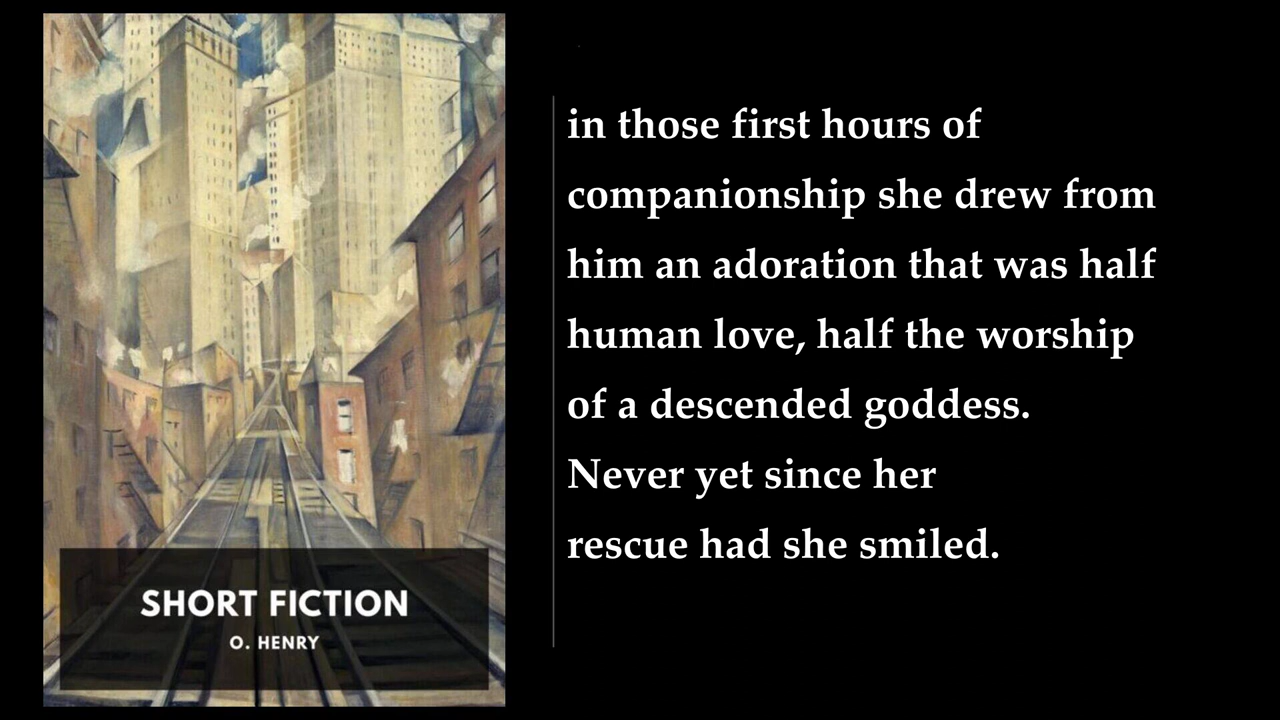 in those first hours of
companionship she drew from
him an adoration that was half
human love, half the worship
of a descended goddess.
Never yet since her
rescue had she smiled.
SHORT FICTION
O. HENRY